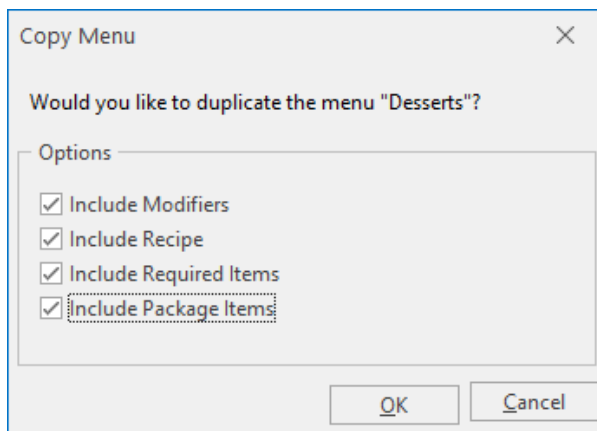 Copy Menu
Would you like to duplicate the menu "Desserts"?
Options
Include Modifiers
Include Recipe
Include Required Items
Include Package Items
OK
Cancel